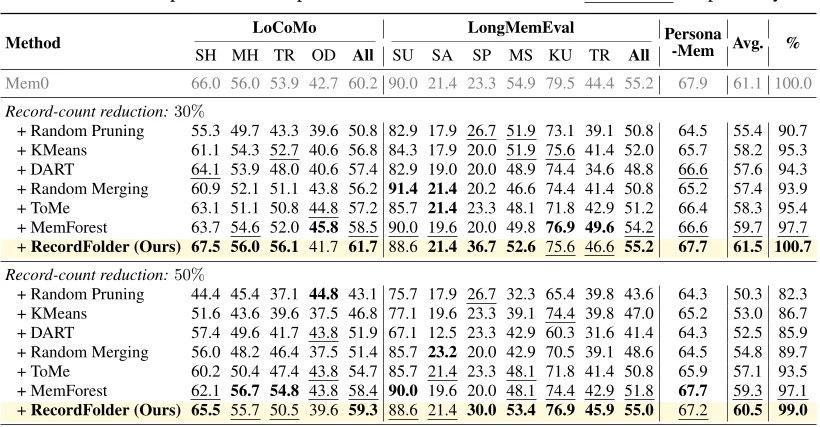 Method LoCoMo LongMemEval Persona-Mem Avg. %
SH MH TR OD All SU SA SP MS KU TR All
Mem0 66.0 56.0 53.9 42.7 60.2 90.0 21.4 23.3 54.9 79.5 44.4 55.2 67.9 61.1 100.0
Record-count reduction: 30%
+ Random Pruning 55.3 49.7 43.3 39.6 50.8 82.9 17.9 26.7 51.9 73.1 39.1 50.8 64.5 55.4 90.7
+ KMeans 61.1 54.3 52.7 40.6 56.8 84.3 17.9 20.0 51.9 75.6 41.4 52.0 65.7 58.2 95.3
+ DART 64.1 53.9 48.0 40.6 57.4 82.9 19.0 20.0 48.9 74.4 34.6 48.8 66.6 57.6 94.3
+ Random Merging 60.9 52.1 51.1 43.8 56.2 91.4 21.4 20.2 46.6 74.4 41.4 50.8 65.2 57.4 93.9
+ ToMe 63.1 51.1 50.8 44.8 57.2 85.7 21.4 23.3 48.1 71.8 42.9 51.2 66.4 58.3 95.4
+ MemForest 63.7 54.6 52.0 45.8 58.5 90.0 19.6 20.0 49.8 76.9 49.6 54.2 66.6 59.7 97.7
+ RecordFolder (Ours) 67.5 56.0 56.1 41.7 61.7 88.6 21.4 36.7 52.6 75.6 46.6 55.2 67.7 61.5 100.7
Record-count reduction: 50%
+ Random Pruning 44.4 45.4 37.1 44.8 43.1 75.7 17.9 26.7 32.3 65.4 39.8 43.6 64.3 50.3 82.3
+ KMeans 51.6 43.6 39.6 37.5 46.8 77.1 19.6 23.3 39.1 74.4 39.8 47.0 65.2 53.0 86.7
+ DART 57.4 49.6 41.7 43.8 51.9 67.1 12.5 23.3 42.9 60.3 31.6 41.4 64.3 52.5 85.9
+ Random Merging 56.0 48.2 46.4 37.5 51.4 85.7 23.2 20.0 42.9 70.5 39.1 48.6 64.5 54.8 89.7
+ ToMe 60.2 50.4 47.4 43.8 54.7 85.7 21.4 23.3 48.1 71.8 41.4 50.8 65.9 57.1 93.5
+ MemForest 62.1 56.7 54.8 43.8 58.4 90.0 19.6 20.0 48.1 74.4 42.9 51.8 67.7 59.3 97.1
+ RecordFolder (Ours) 65.5 55.7 50.5 39.6 59.3 88.6 21.4 30.0 53.4 76.9 45.9 55.0 67.2 60.5 99.0